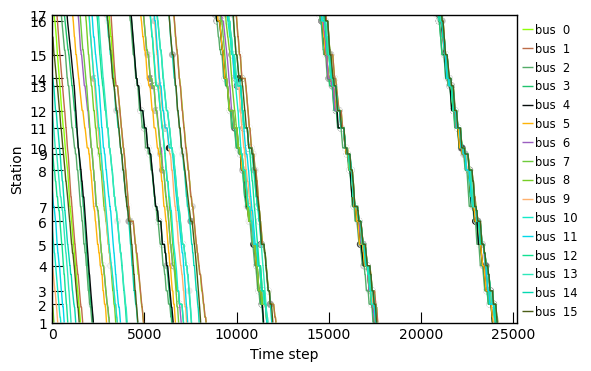 17
16
15
14
13
12
11
10
9
8
7
6
5
4
3
2
1
Station
0
5000
10000
15000
20000
25000
Time step
bus 0
bus 1
bus 2
bus 3
bus 4
bus 5
bus 6
bus 7
bus 8
bus 9
bus 10
bus 11
bus 12
bus 13
bus 14
bus 15